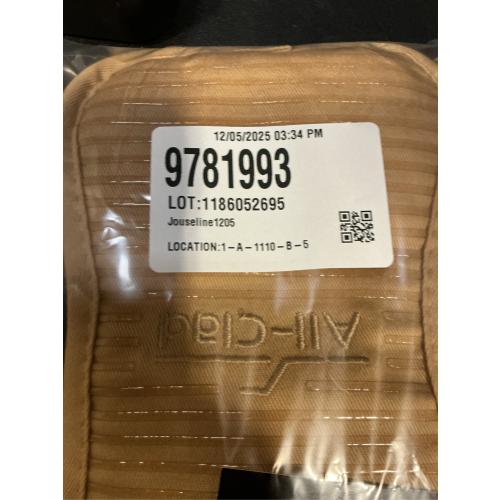 12/05/2025 03:34 PM
9781993
LOT:1186052695
Jouseline1205
LOCATION:1-A-1110-B-5
All-Clad